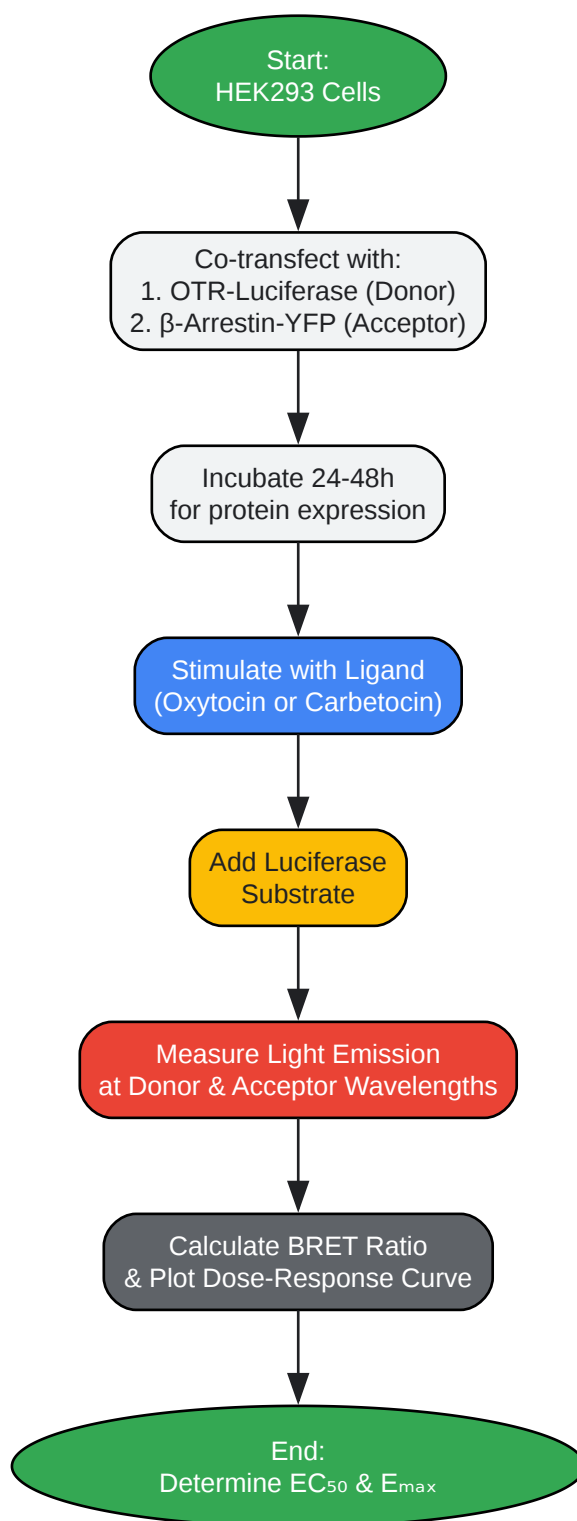 Start:
HEK293 Cells
Co-transfect with:
1. OTR-Luciferase (Donor)
2. β-Arrestin-YFP (Acceptor)
Incubate 24-48h
for protein expression
Stimulate with Ligand
(Oxytocin or Carbetocin)
Add Luciferase
Substrate
Measure Light Emission
at Donor & Acceptor Wavelengths
Calculate BRET Ratio
& Plot Dose-Response Curve
End:
Determine EC₅₀ & Eₘₐₓ